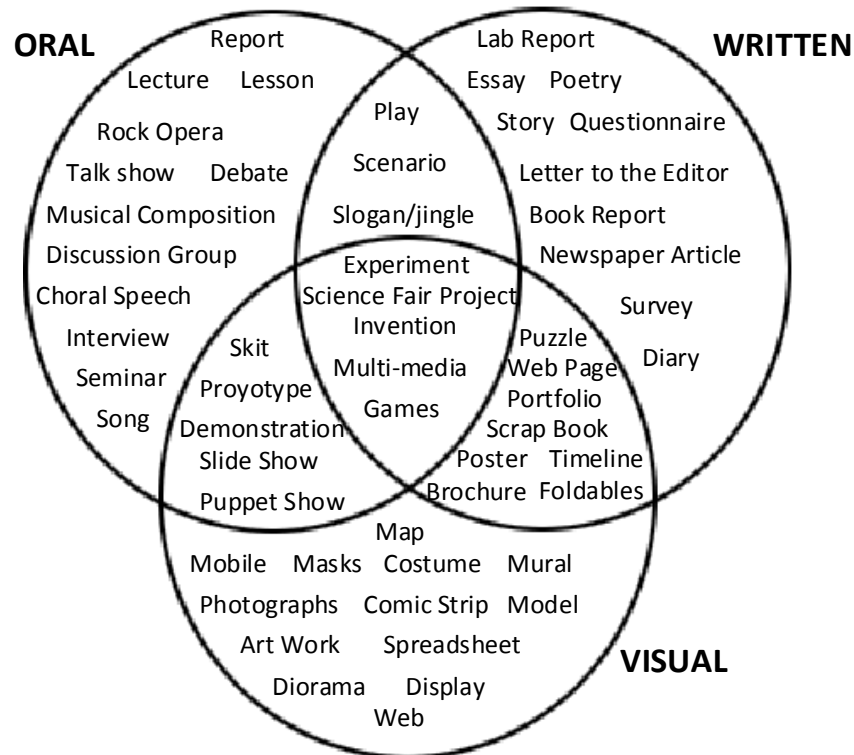 ORAL
WRITTEN
Report
Lecture Lesson
Rock Opera
Talk show Debate
Musical Composition
Discussion Group
Choral Speech
Interview
Seminar
Song
Play
Scenario
Slogan/jingle
Lab Report
Essay Poetry
Story Questionnaire
Letter to the Editor
Book Report
Newspaper Article
Survey
Diary
Experiment
Science Fair Project
Invention
Multi-media
Games
Skit
Proyotype
Demonstration
Slide Show
Puppet Show
Puzzle
Web Page
Portfolio
Scrap Book
Poster Timeline
Brochure Foldables
Map
Mobile Masks Costume Mural
Photographs Comic Strip Model
Art Work Spreadsheet
Diorama Display
Web
VISUAL